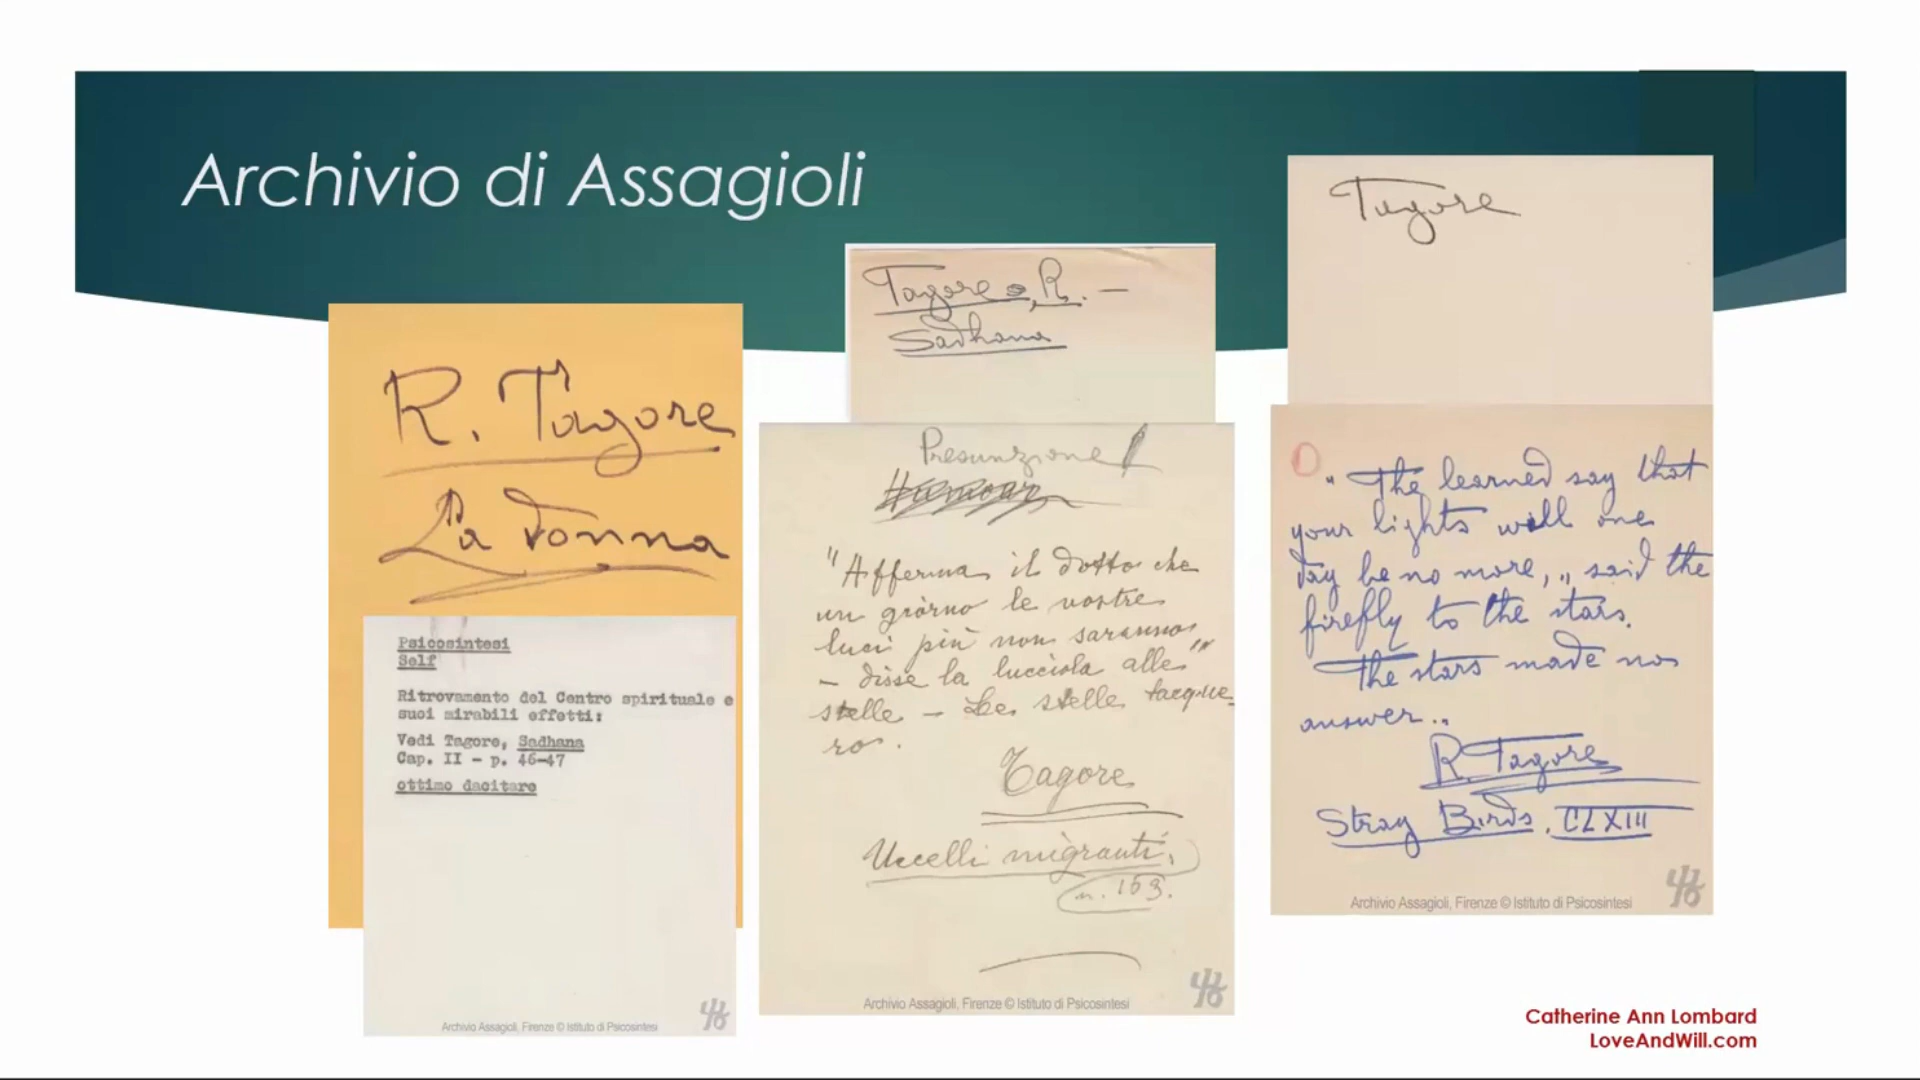 Archivio di Assagioli
R. Tagore
La donna
Psicosintesi
Self
Ritrovamento del Centro spirituale e
suoi mirabili effetti:
Vedi Tagore, Sadhana
Cap. II - p. 46-47
ottimo dacitare
Archivio Assagioli, Firenze © Istituto di Psicosintesi
Tagore, R. -
Sadhana
Presunzione
"Afferma il dotto che
un giorno le vostre
luci più non saranno"
- disse la lucciola alle
stelle - Le stelle tacque-
ro.
Tagore
Uccelli migranti,
n. 163.
Archivio Assagioli, Firenze © Istituto di Psicosintesi
Tagore
"The learned say that
your lights will one
day be no more,„ said the
firefly to the stars.
The stars made no
answer..
R. Tagore
Stray Birds, CLXIII
Archivio Assagioli, Firenze © Istituto di Psicosintesi
Catherine Ann Lombard
LoveAndWill.com